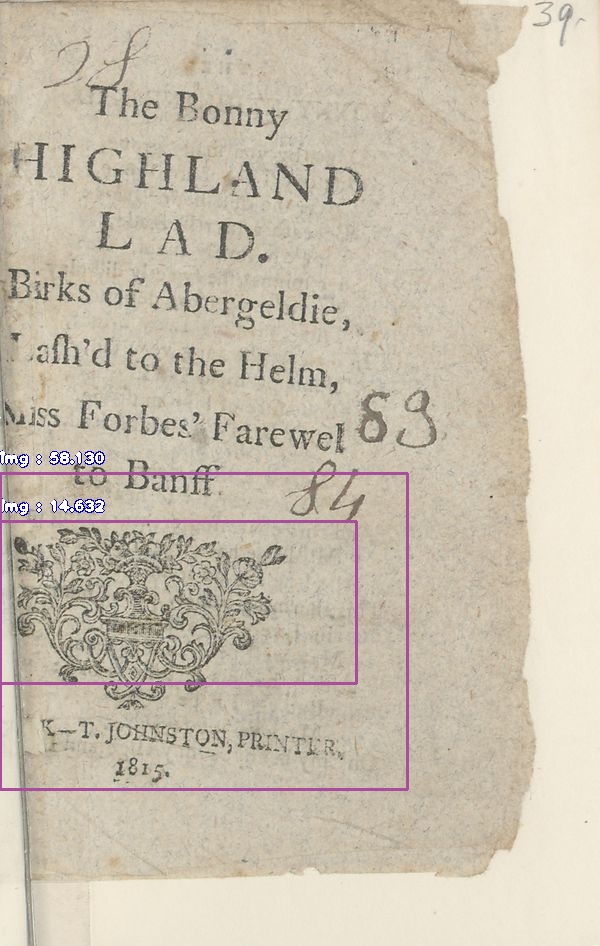 39.
28
The Bonny
HIGHLAND
LAD.
Birks of Abergeldie,
Lash'd to the Helm,
Miss Forbes' Farewel
89
to Banff
84
Img : 58.130
Img : 14.632
K—T. JOHNSTON, PRINTER.
1815.